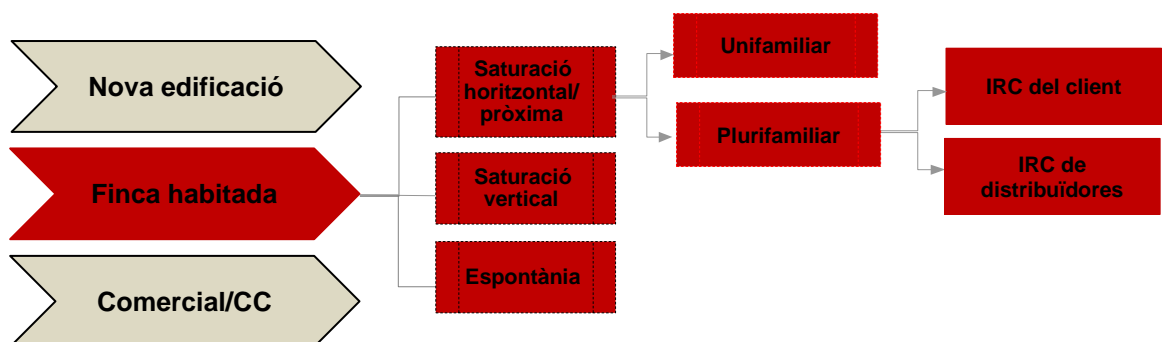 Nova edificació
Finca habitada
Comercial/CC
Saturació
horitzontal/
pròxima
Saturació
vertical
Espontània
Unifamiliar
Plurifamiliar
IRC del client
IRC de
distribuïdores